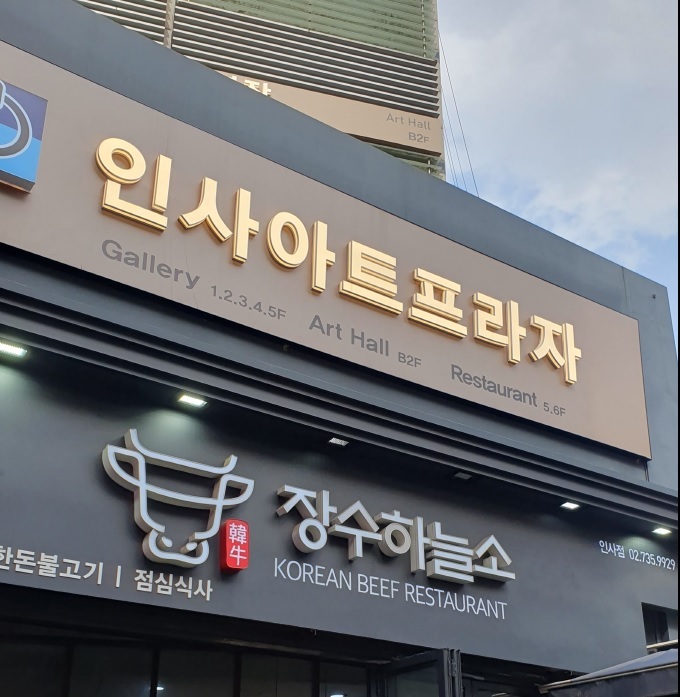 Art Hall
B2F
인사아트프라자
Gallery 1.2.3.4.5F Art Hall B2F Restaurant 5.6F
장수하늘소
韓牛
KOREAN BEEF RESTAURANT
인사점 02.735.9929
한돈불고기 | 점심식사